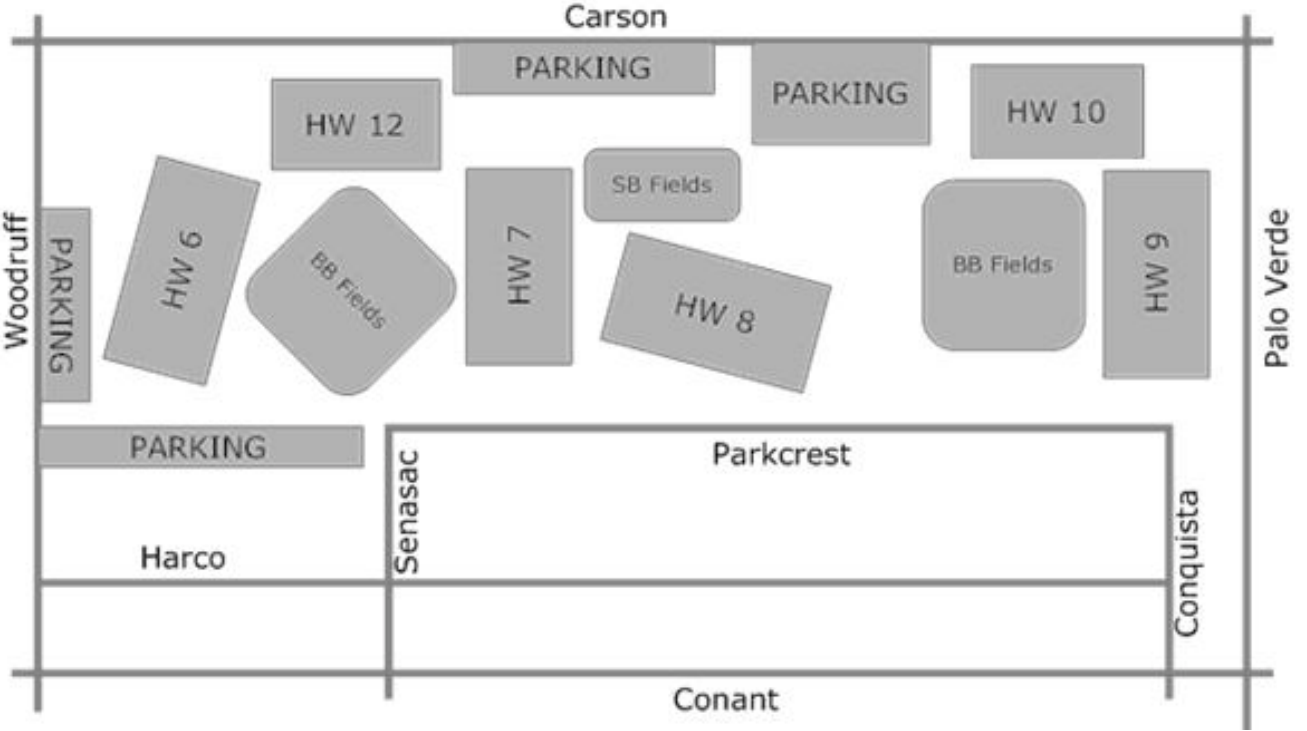 Carson
PARKING
PARKING
HW 10
HW 12
SB Fields
HW 6
BB Fields
HW 7
HW 8
BB Fields
HW 9
Woodruff
PARKING
Palo Verde
PARKING
Parkcrest
Senasac
Harco
Conquista
Conant